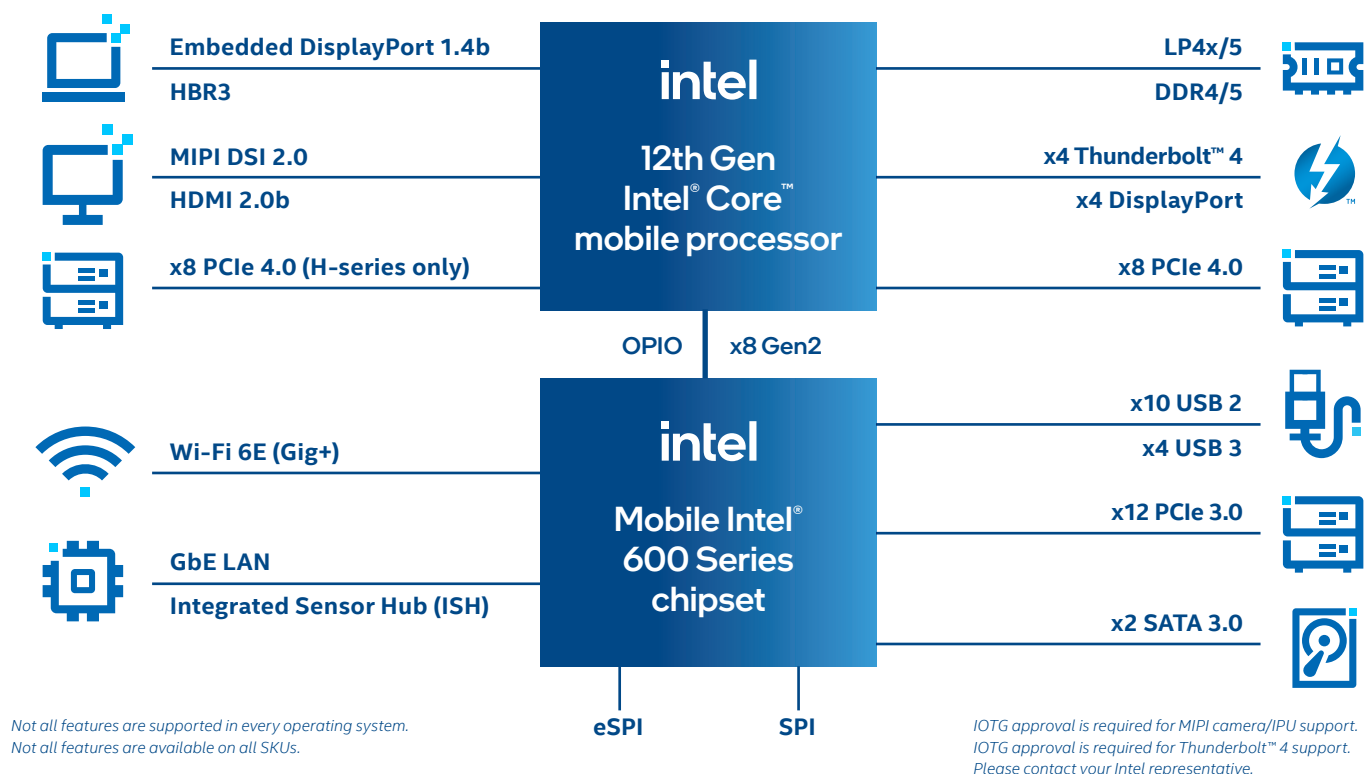 Embedded DisplayPort 1.4b
HBR3
MIPI DSI 2.0
HDMI 2.0b
x8 PCIe 4.0 (H-series only)
intel
12th Gen
Intel® Core™
mobile processor
LP4x/5
DDR4/5
x4 Thunderbolt™ 4
x4 DisplayPort
TM
x8 PCIe 4.0
OPIO
x8 Gen2
Wi-Fi 6E (Gig+)
GbE LAN
Integrated Sensor Hub (ISH)
intel
Mobile Intel®
600 Series
chipset
x10 USB 2
x4 USB 3
x12 PCIe 3.0
x2 SATA 3.0
eSPI
SPI
Not all features are supported in every operating system.
Not all features are available on all SKUs.
IOTG approval is required for MIPI camera/IPU support.
IOTG approval is required for Thunderbolt™ 4 support.
Please contact your Intel representative.